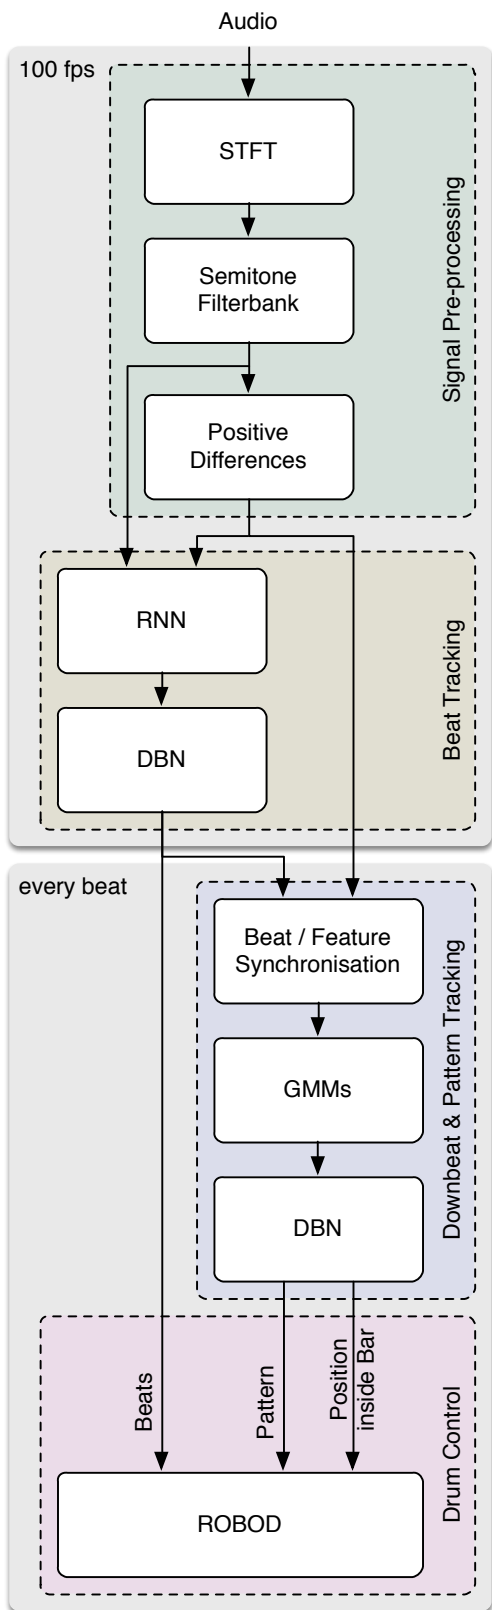 Audio
100 fps
STFT
Semitone
Filterbank
Positive
Differences
Signal Pre-processing
RNN
DBN
Beat Tracking
every beat
Beat / Feature
Synchronisation
GMMs
DBN
Downbeat & Pattern Tracking
Beats
Pattern
Position
inside Bar
ROBOD
Drum Control